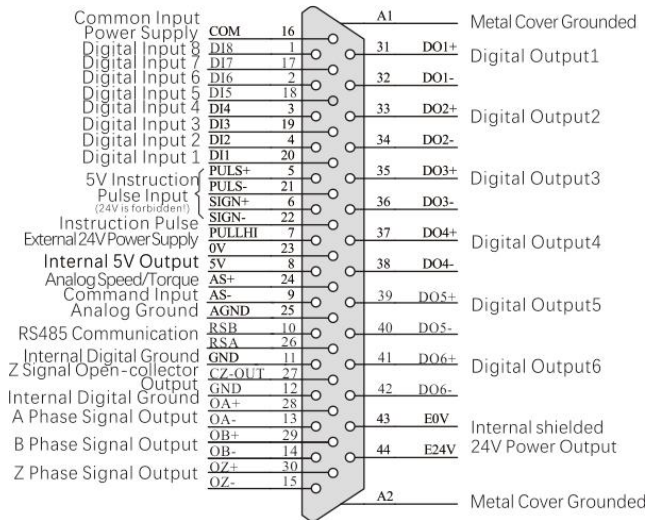 Common Input
Power Supply COM 16
Digital Input 8 DI8 1
Digital Input 7 DI7 17
Digital Input 6 DI6 2
Digital Input 5 DI5 18
Digital Input 4 DI4 3
Digital Input 3 DI3 19
Digital Input 2 DI2 4
Digital Input 1 DI1 20
PULS+ 5
5V Instruction PULS- 21
Pulse Input
(24V is forbidden!) SIGN+ 6
SIGN- 22
Instruction Pulse PULLHI 7
External 24V Power Supply
0V 23
Internal 5V Output 5V 8
Analog Speed/Torque AS+ 24
Command Input AS- 9
Analog Ground AGND 25
RS485 Communication RSB 10
RSA 26
Internal Digital Ground GND 11
Z Signal Open-collector CZ-OUT 27
Output
Internal Digital Ground GND 12
OA+ 28
A Phase Signal Output OA- 13
OB+ 29
B Phase Signal Output OB- 14
OZ+ 30
Z Phase Signal Output OZ- 15
A1 Metal Cover Grounded
31 DO1+
Digital Output1
32 DO1-
33 DO2+
Digital Output2
34 DO2-
35 DO3+
Digital Output3
36 DO3-
37 DO4+
Digital Output4
38 DO4-
39 DO5+
Digital Output5
40 DO5-
41 DO6+
Digital Output6
42 DO6-
43 E0V Internal shielded
44 E24V 24V Power Output
A2 Metal Cover Grounded